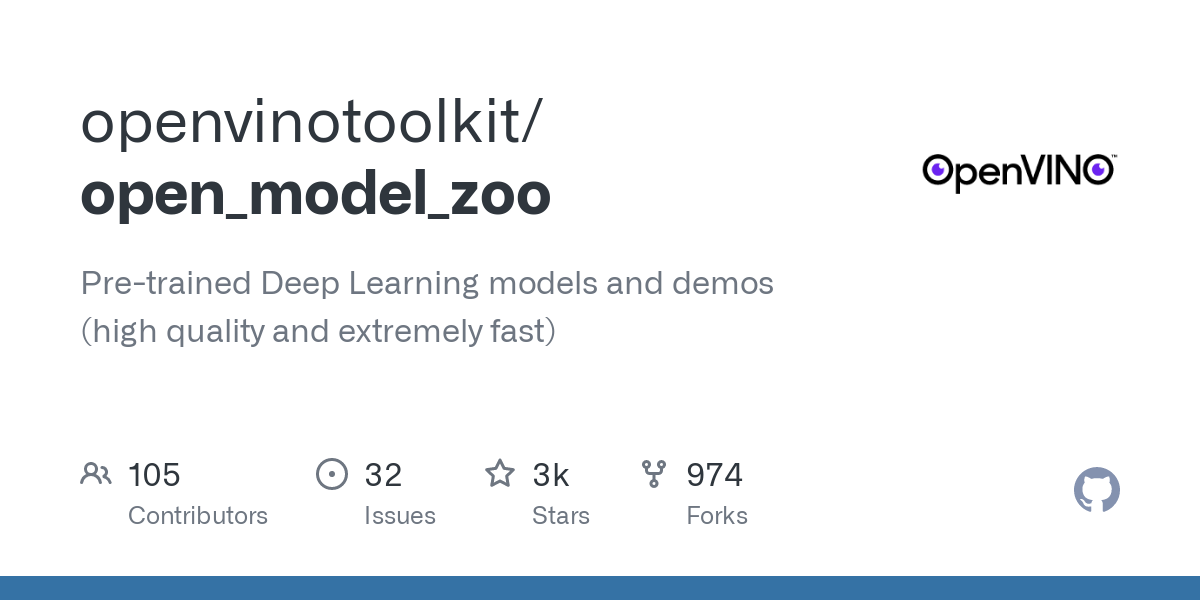 openvinotoolkit/
open_model_zoo
OpenVINO™
Pre-trained Deep Learning models and demos
(high quality and extremely fast)
105
Contributors
32
Issues
3k
Stars
974
Forks